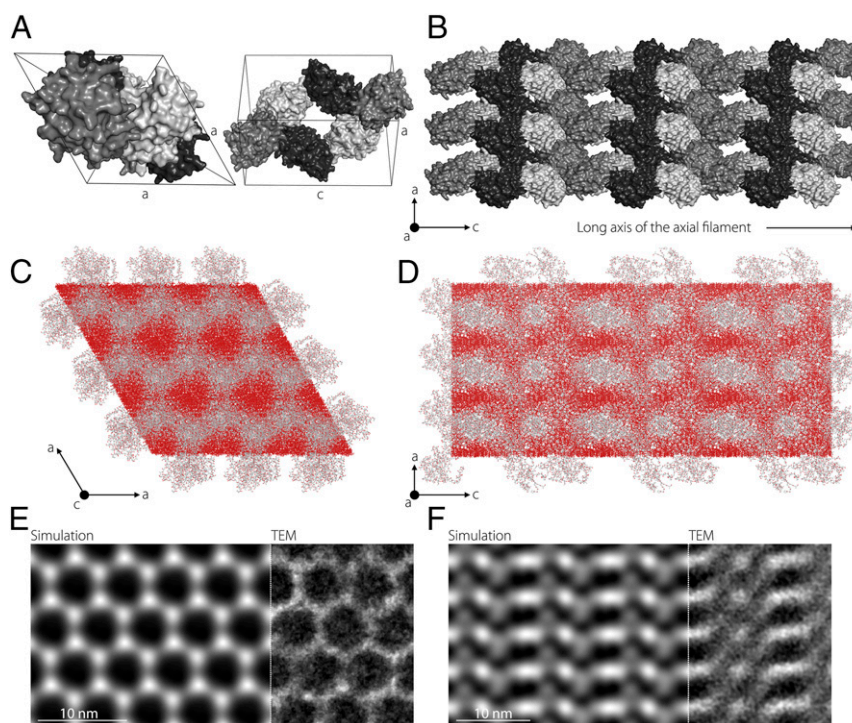 A
B
a
a
c
a
a
a
c
Long axis of the axial filament
C
D
a
c
a
a
a
c
E
F
Simulation
TEM
Simulation
TEM
10 nm
10 nm